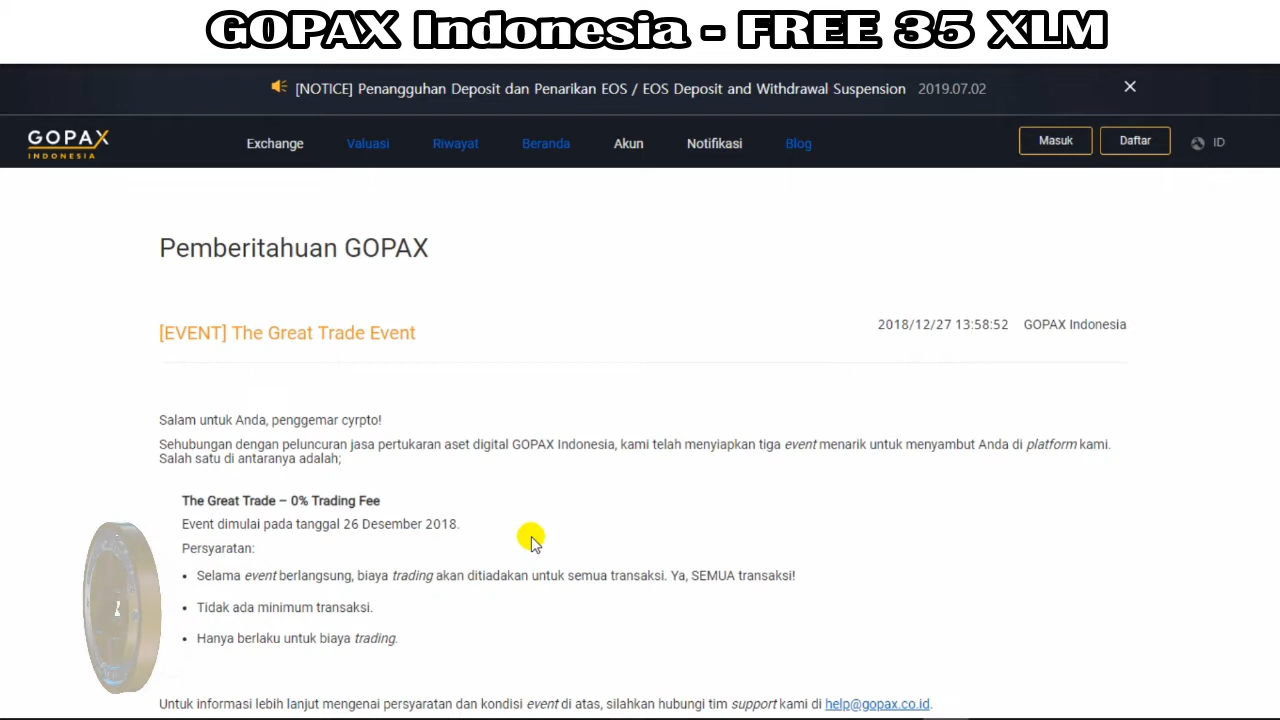 GOPAX Indonesia - FREE 35 XLM
[NOTICE] Penangguhan Deposit dan Penarikan EOS / EOS Deposit and Withdrawal Suspension 2019.07.02
GOPAX
INDONESIA
Exchange Valuasi Riwayat Beranda Akun Notifikasi Blog Masuk Daftar ID
Pemberitahuan GOPAX
[EVENT] The Great Trade Event 2018/12/27 13:58:52 GOPAX Indonesia
Salam untuk Anda, penggemar cyrpto!
Sehubungan dengan peluncuran jasa pertukaran aset digital GOPAX Indonesia, kami telah menyiapkan tiga event menarik untuk menyambut Anda di platform kami.
Salah satu di antaranya adalah;
The Great Trade – 0% Trading Fee
Event dimulai pada tanggal 26 Desember 2018.
Persyaratan:
• Selama event berlangsung, biaya trading akan ditiadakan untuk semua transaksi. Ya, SEMUA transaksi!
• Tidak ada minimum transaksi.
• Hanya berlaku untuk biaya trading.
Untuk informasi lebih lanjut mengenai persyaratan dan kondisi event di atas, silahkan hubungi tim support kami di help@gopax.co.id.